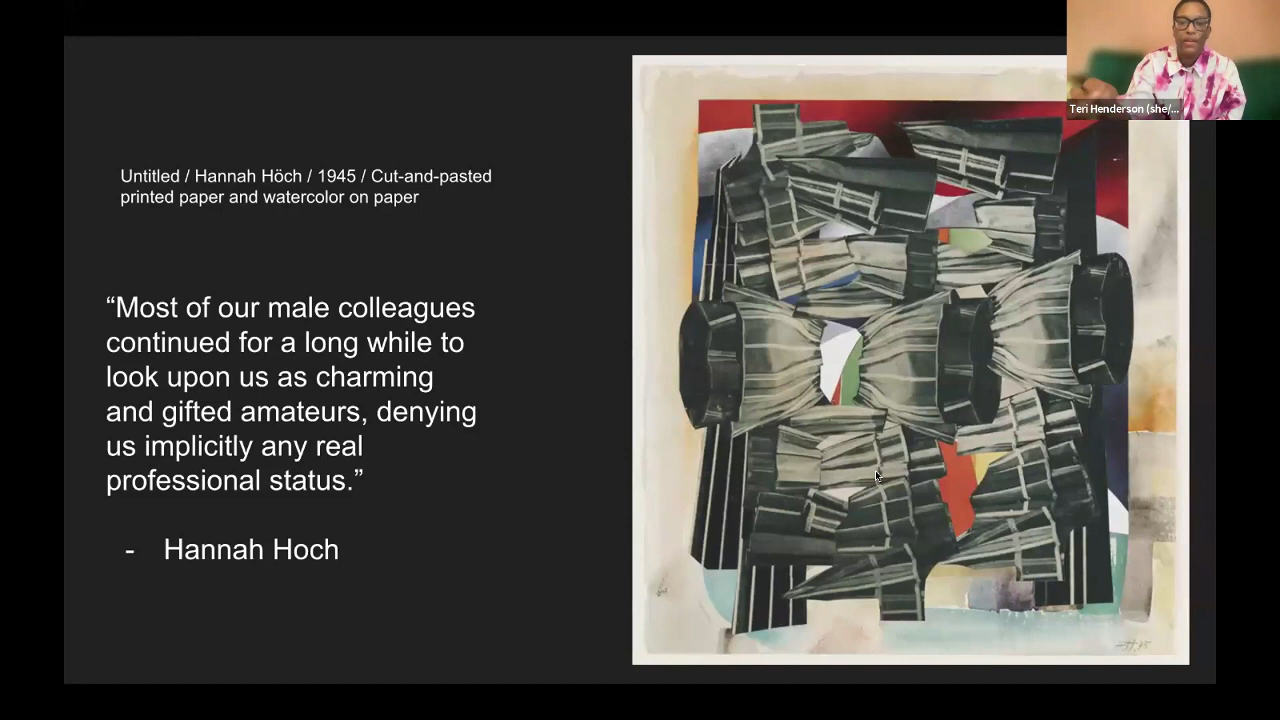 Teri Henderson (she/...
Untitled / Hannah Höch / 1945 / Cut-and-pasted
printed paper and watercolor on paper
“Most of our male colleagues
continued for a long while to
look upon us as charming
and gifted amateurs, denying
us implicitly any real
professional status.”
- Hannah Hoch